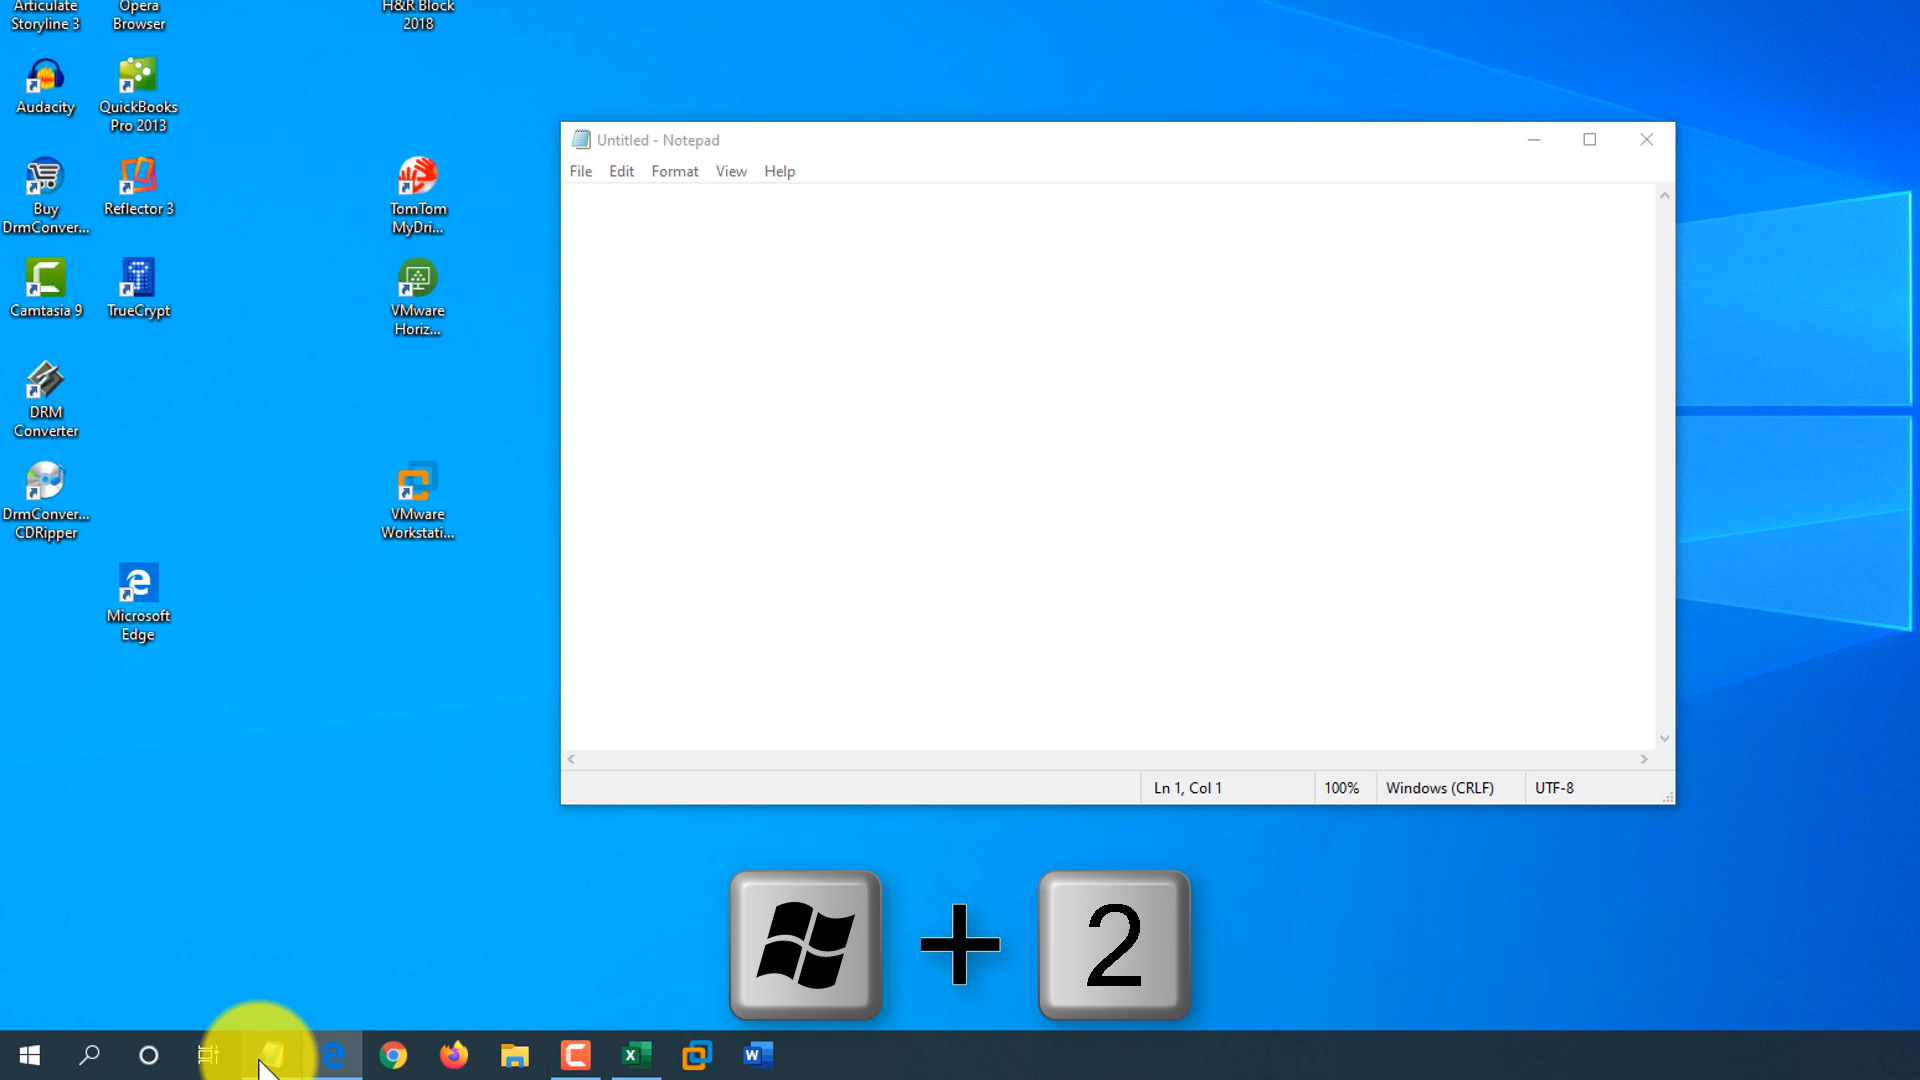 Articulate
Storyline 3
Opera
Browser
H&R Block
2018
Audacity
QuickBooks
Pro 2013
Buy
DrmConver...
Reflector 3
TomTom
MyDri...
Camtasia 9
TrueCrypt
VMware
Horiz...
DRM
Converter
DrmConver...
CDRipper
VMware
Workstati...
Microsoft
Edge
Untitled - Notepad
File Edit Format View Help
Ln 1, Col 1
100%
Windows (CRLF)
UTF-8
+ 2